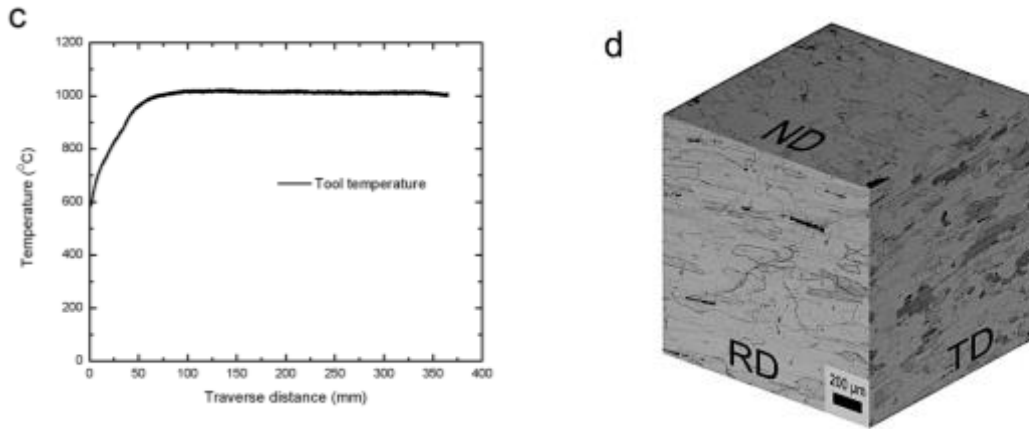 c
1200
1000
800
600
400
200
0
Temperature (°C)
Tool temperature
0 50 100 150 200 250 300 350 400
Traverse distance (mm)
d
ND
RD
TD
200 μm